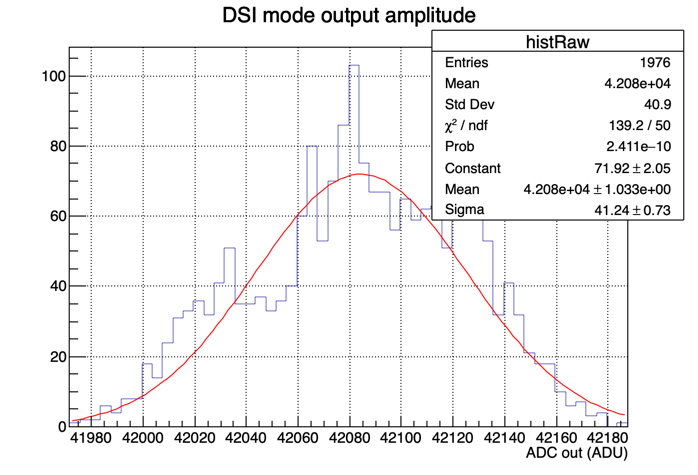 DSI mode output amplitude
histRaw
Entries 1976
Mean 4.208e+04
Std Dev 40.9
χ² / ndf 139.2 / 50
Prob 2.411e−10
Constant 71.92 ± 2.05
Mean 4.208e+04 ± 1.033e+00
Sigma 41.24 ± 0.73
100
80
60
40
20
0
41980 42000 42020 42040 42060 42080 42100 42120 42140 42160 42180
ADC out (ADU)